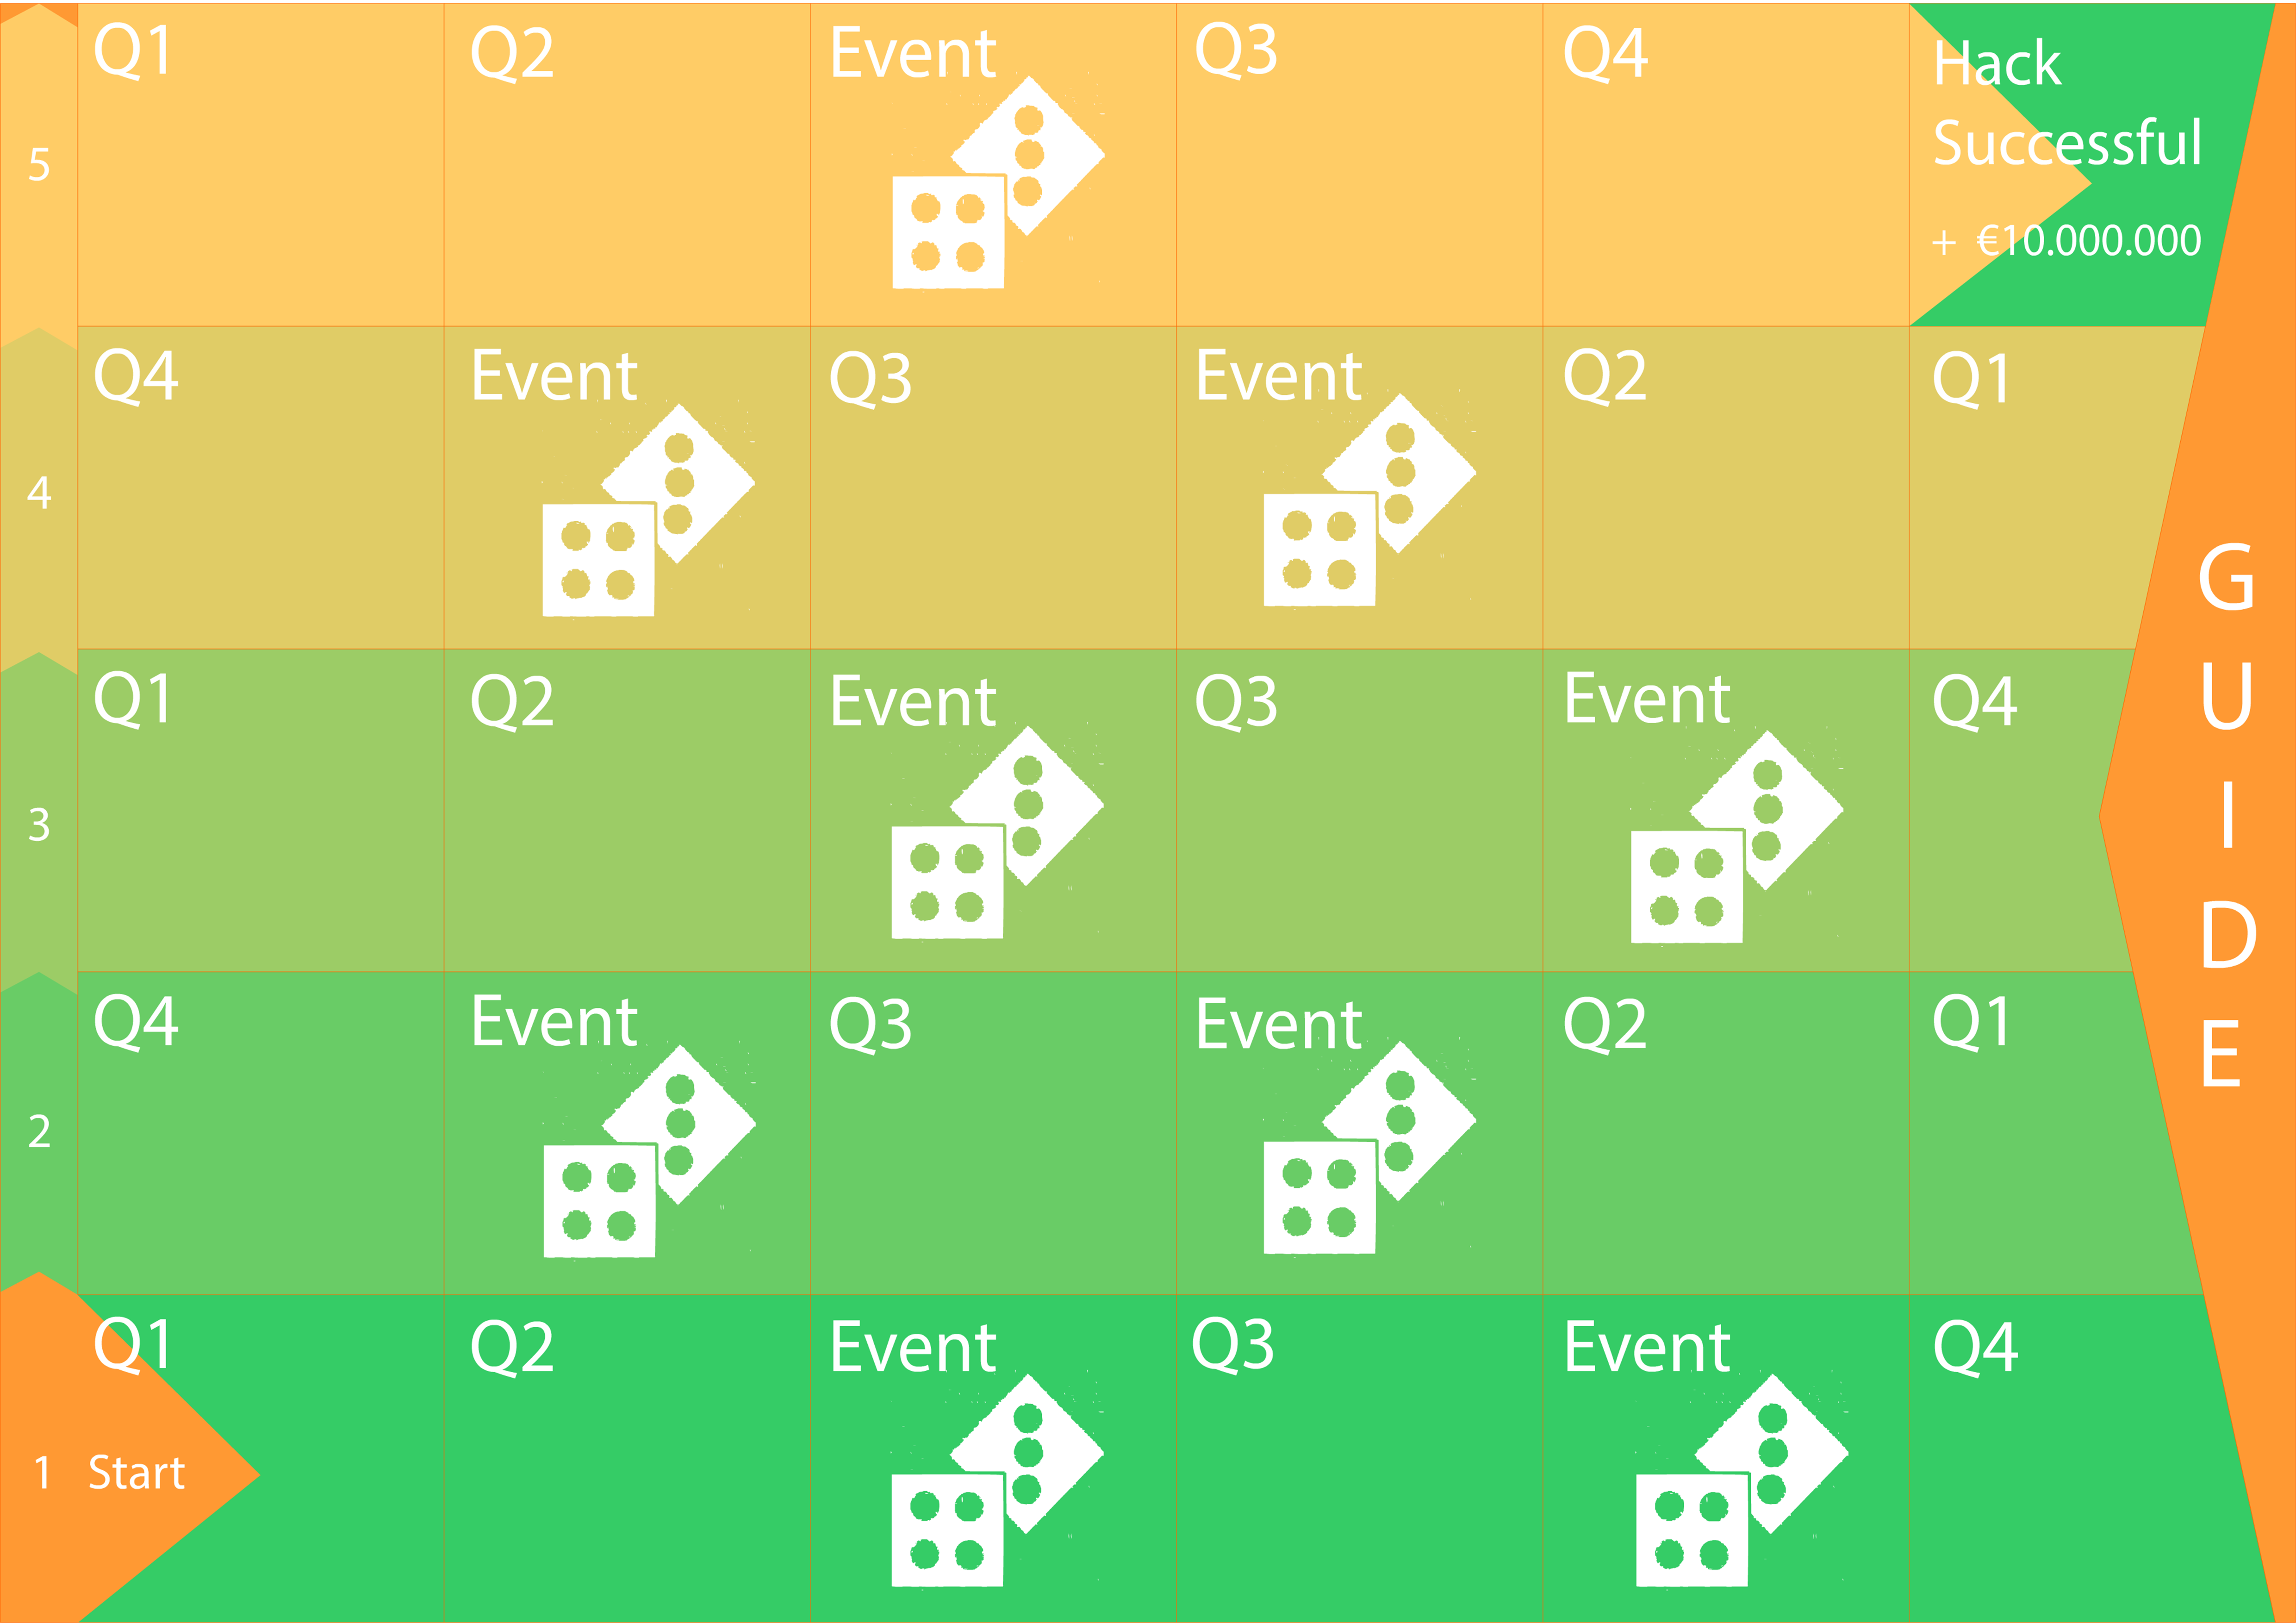 Q1
Q2
Event
Q3
Q4
Hack
Successful
+ €10.000.000
5
Q4
Event
Q3
Event
Q2
Q1
4
Q1
Q2
Event
Q3
Event
Q4
3
Q4
Event
Q3
Event
Q2
Q1
2
Q1
Q2
Event
Q3
Event
Q4
1 Start
GUIDE